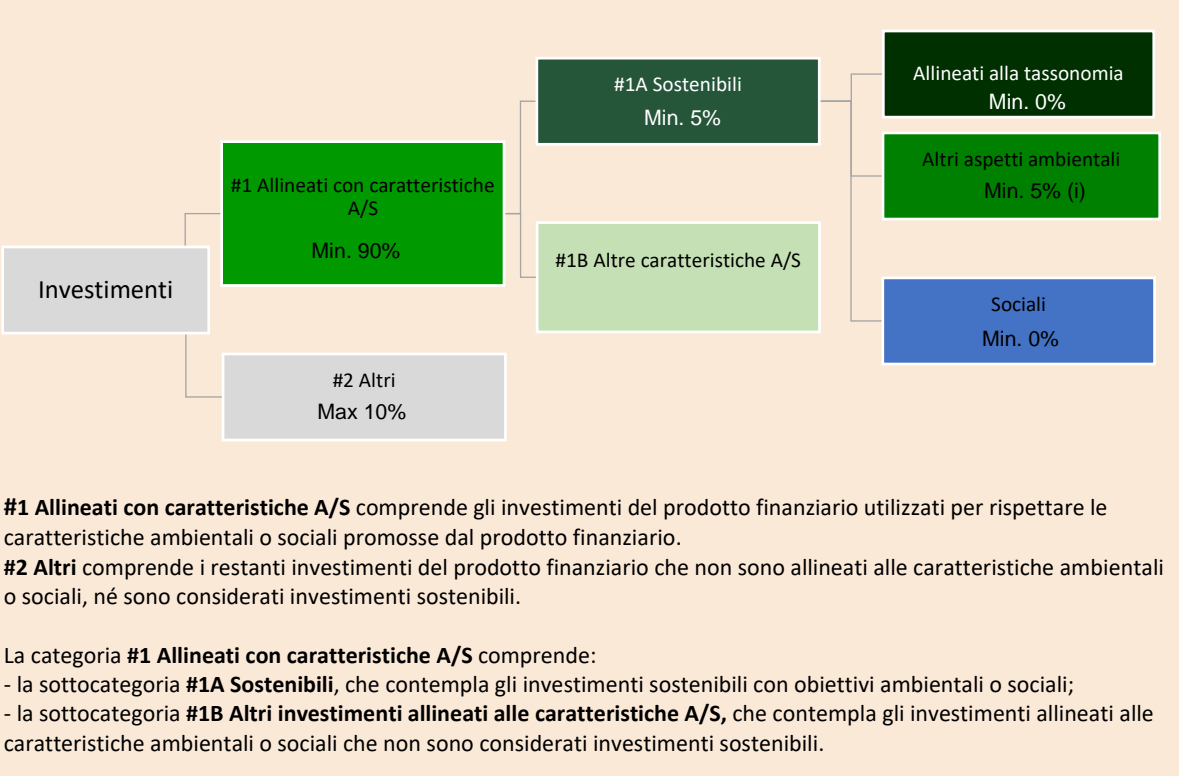 Allineati alla tassonomia
Min. 0%
#1A Sostenibili
Min. 5%
Altri aspetti ambientali
Min. 5% (i)
#1 Allineati con caratteristiche
A/S
Min. 90%
#1B Altre caratteristiche A/S
Investimenti
Sociali
Min. 0%
#2 Altri
Max 10%
#1 Allineati con caratteristiche A/S comprende gli investimenti del prodotto finanziario utilizzati per rispettare le
caratteristiche ambientali o sociali promosse dal prodotto finanziario.
#2 Altri comprende i restanti investimenti del prodotto finanziario che non sono allineati alle caratteristiche ambientali
o sociali, né sono considerati investimenti sostenibili.
La categoria #1 Allineati con caratteristiche A/S comprende:
- la sottocategoria #1A Sostenibili, che contempla gli investimenti sostenibili con obiettivi ambientali o sociali;
- la sottocategoria #1B Altri investimenti allineati alle caratteristiche A/S, che contempla gli investimenti allineati alle
caratteristiche ambientali o sociali che non sono considerati investimenti sostenibili.